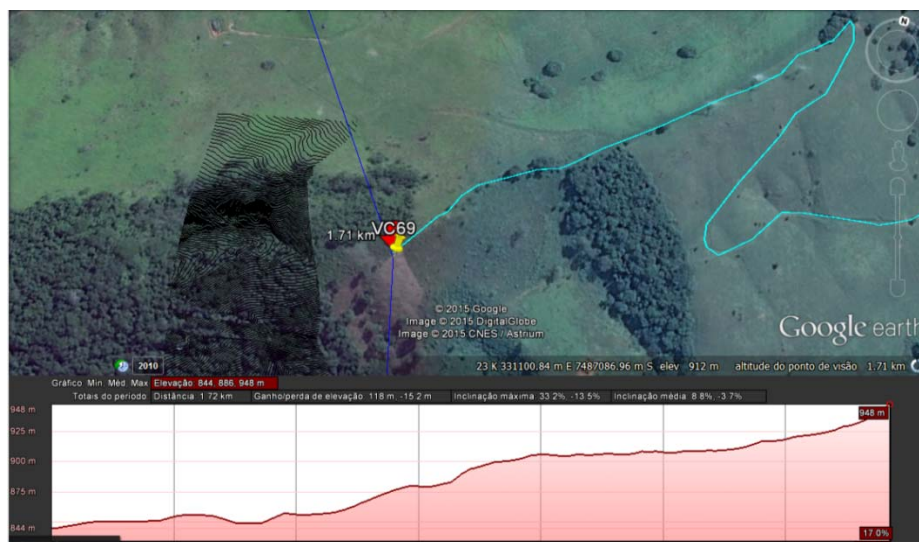 N
1.71 km VC69
© 2015 Google
Image © 2015 DigitalGlobe
Image © 2015 CNES / Astrium
Google earth
2010
23 K 331100.84 m E 7487086.96 m S elev 912 m altitude do ponto de visão 1.71 km
Gráfico Mín Méd Max Elevação 844, 886, 948 m
Totais do período Distância 1.72 km Ganho/perda de elevação 118 m, -15.2 m Inclinação máxima 33.2%, -13.5% Inclinação média 8.8%, -3.7%
948 m 948 m
925 m
900 m
875 m
844 m 17.0%